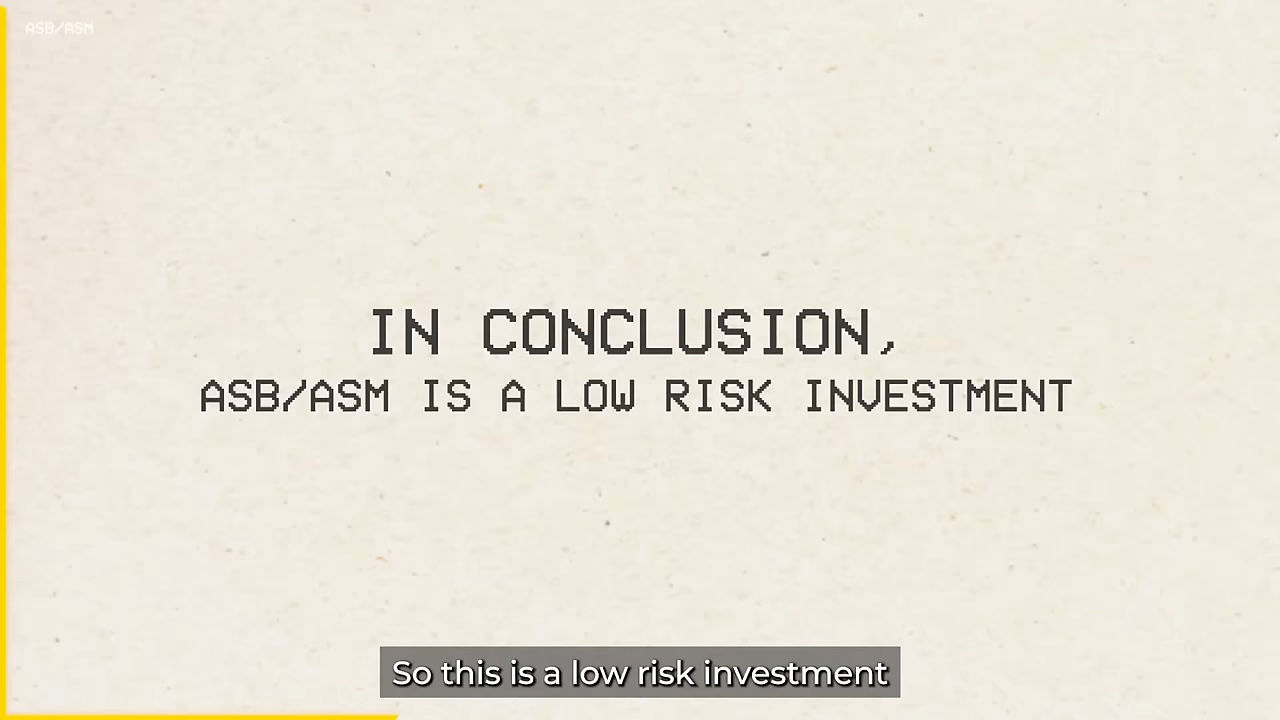 ASB/ASM
IN CONCLUSION,
ASB/ASM IS A LOW RISK INVESTMENT
So this is a low risk investment